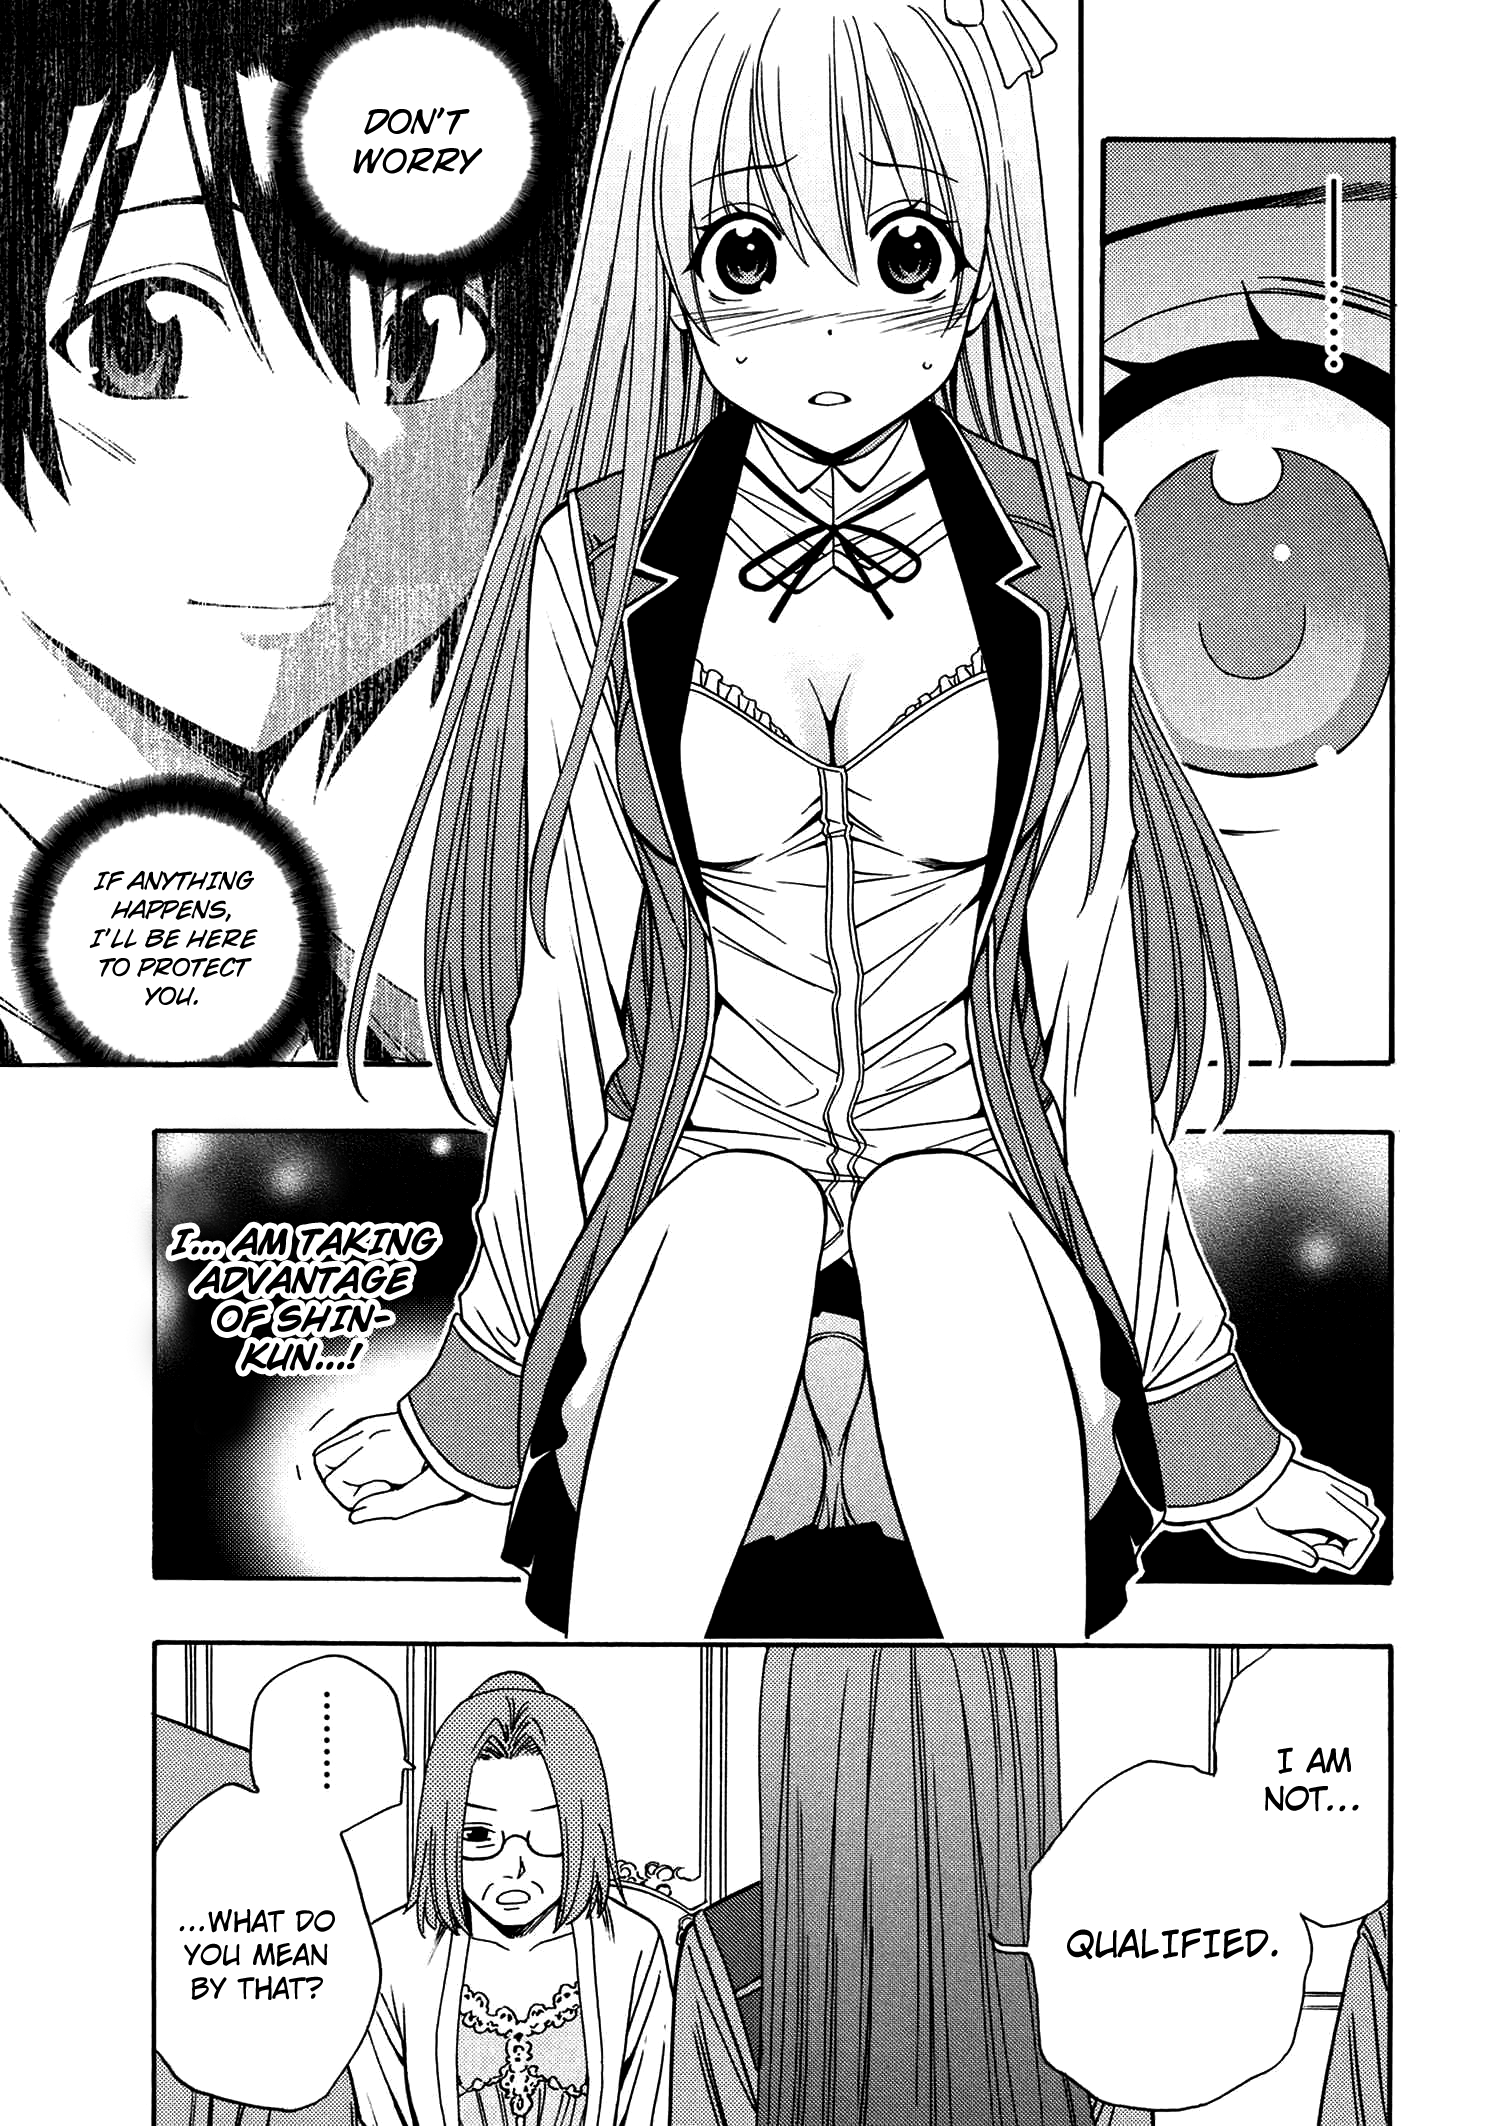 ………
DON'T
WORRY
IF ANYTHING
HAPPENS,
I'LL BE HERE
TO PROTECT
YOU.
I... AM TAKING
ADVANTAGE
OF SHIN-
KUN...!
I AM
NOT...
QUALIFIED.
………
...WHAT DO
YOU MEAN
BY THAT?